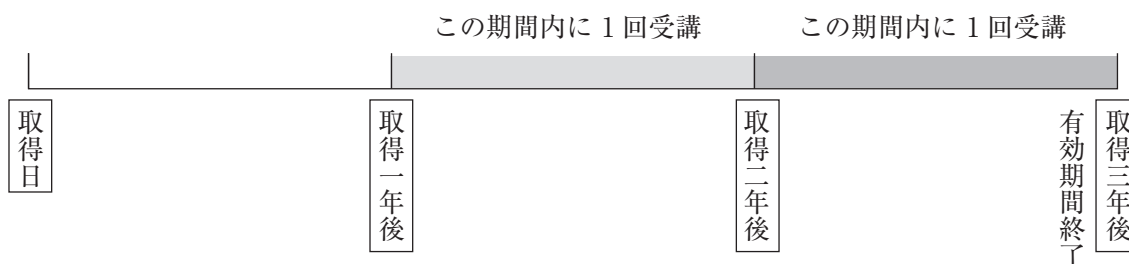 この期間内に 1 回受講
この期間内に 1 回受講
取得日
取得一年後
取得二年後
取得三年後
有効期間終了